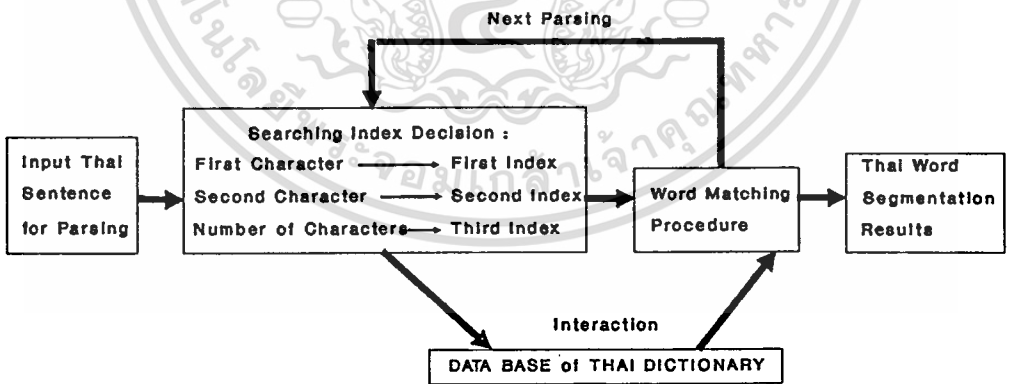 Next Parsing
Input Thai
Sentence
for Parsing
Searching Index Decision :
First Character → First Index
Second Character → Second Index
Number of Characters → Third Index
Word Matching
Procedure
Thai Word
Segmentation
Results
Interaction
DATA BASE of THAI DICTIONARY